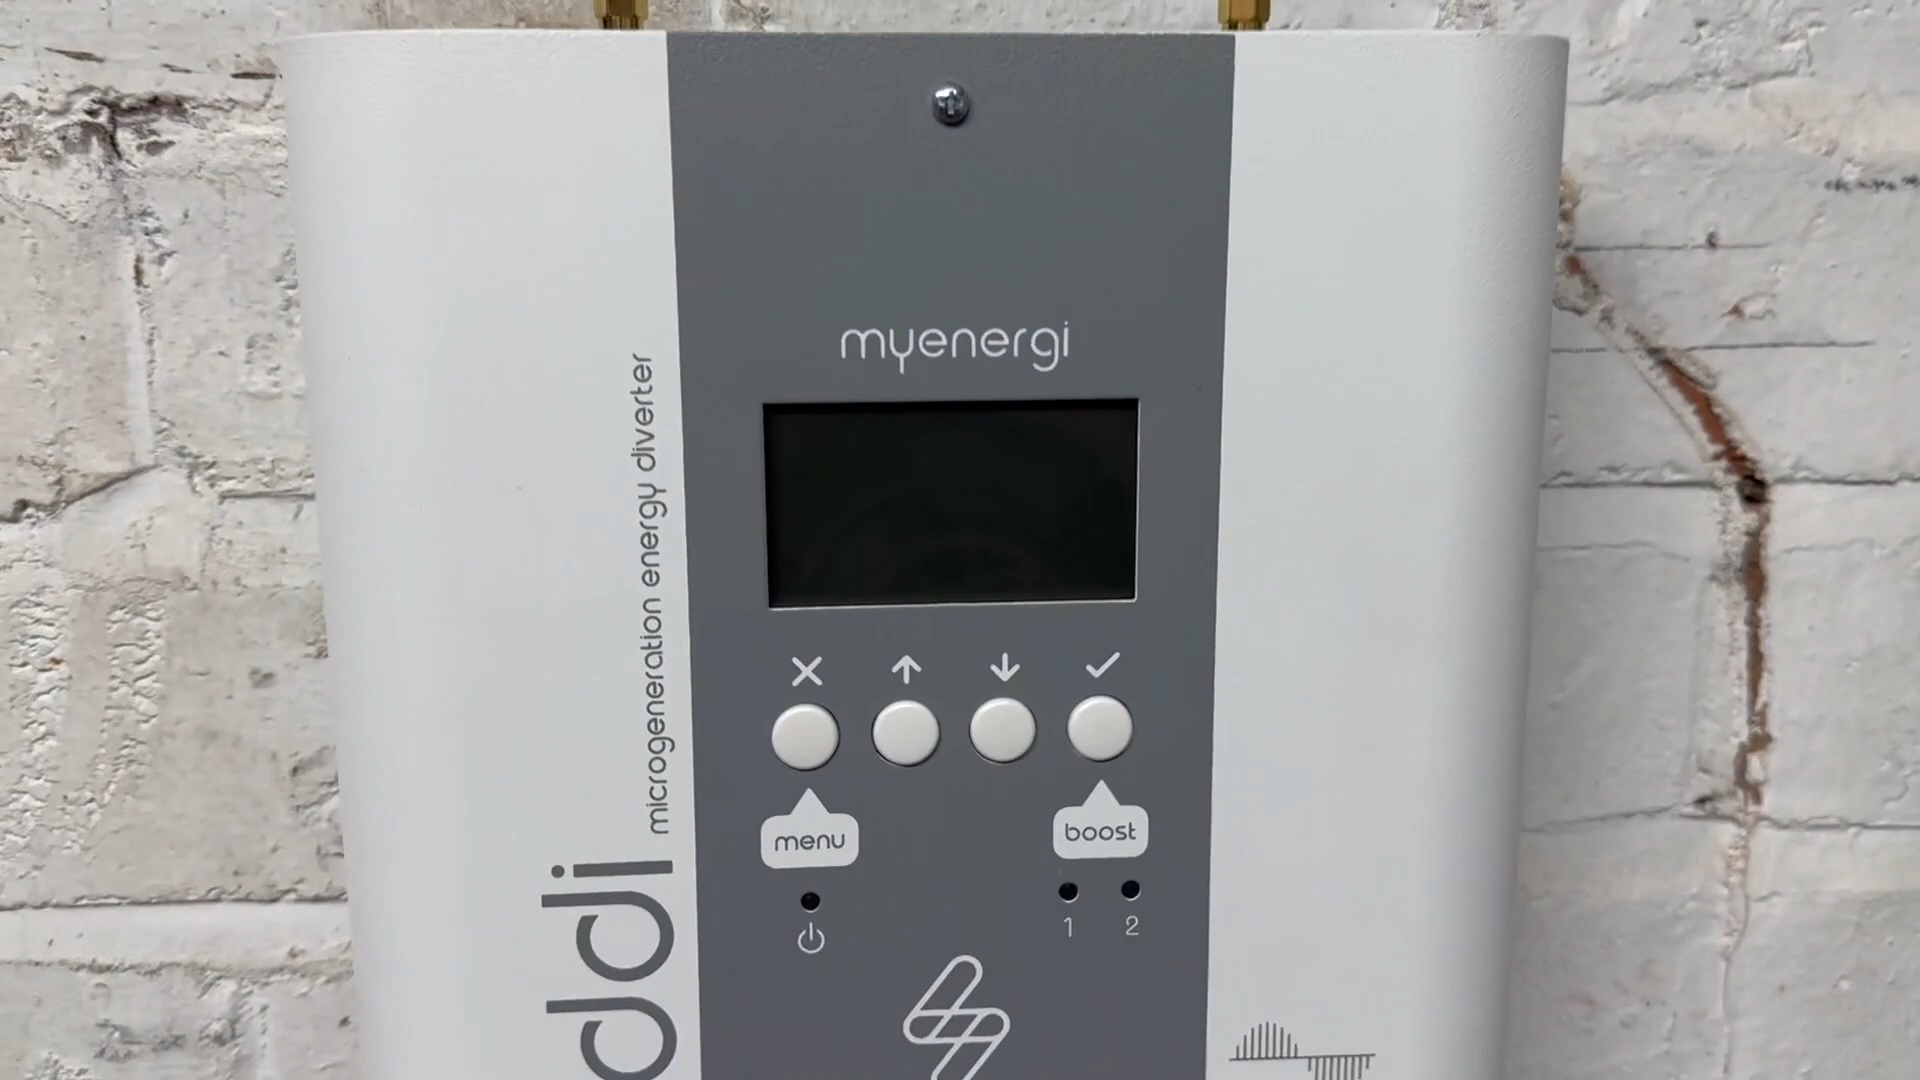 myenergi
microgeneration energy diverter
ddi
menu
boost
1 2